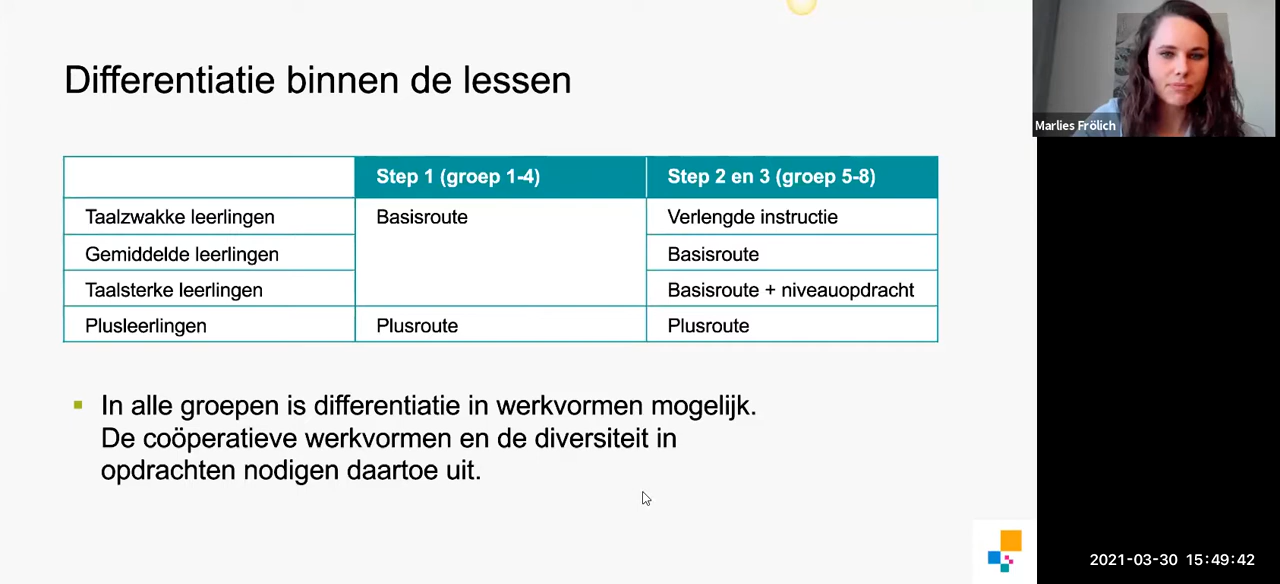 Differentiatie binnen de lessen
Marlies Frölich
Step 1 (groep 1-4) Step 2 en 3 (groep 5-8)
Taalzwakke leerlingen Basisroute Verlengde instructie
Gemiddelde leerlingen Basisroute
Taalsterke leerlingen Basisroute + niveauopdracht
Plusleerlingen Plusroute Plusroute
In alle groepen is differentiatie in werkvormen mogelijk.
De coöperatieve werkvormen en de diversiteit in
opdrachten nodigen daartoe uit.
2021-03-30 15:49:42